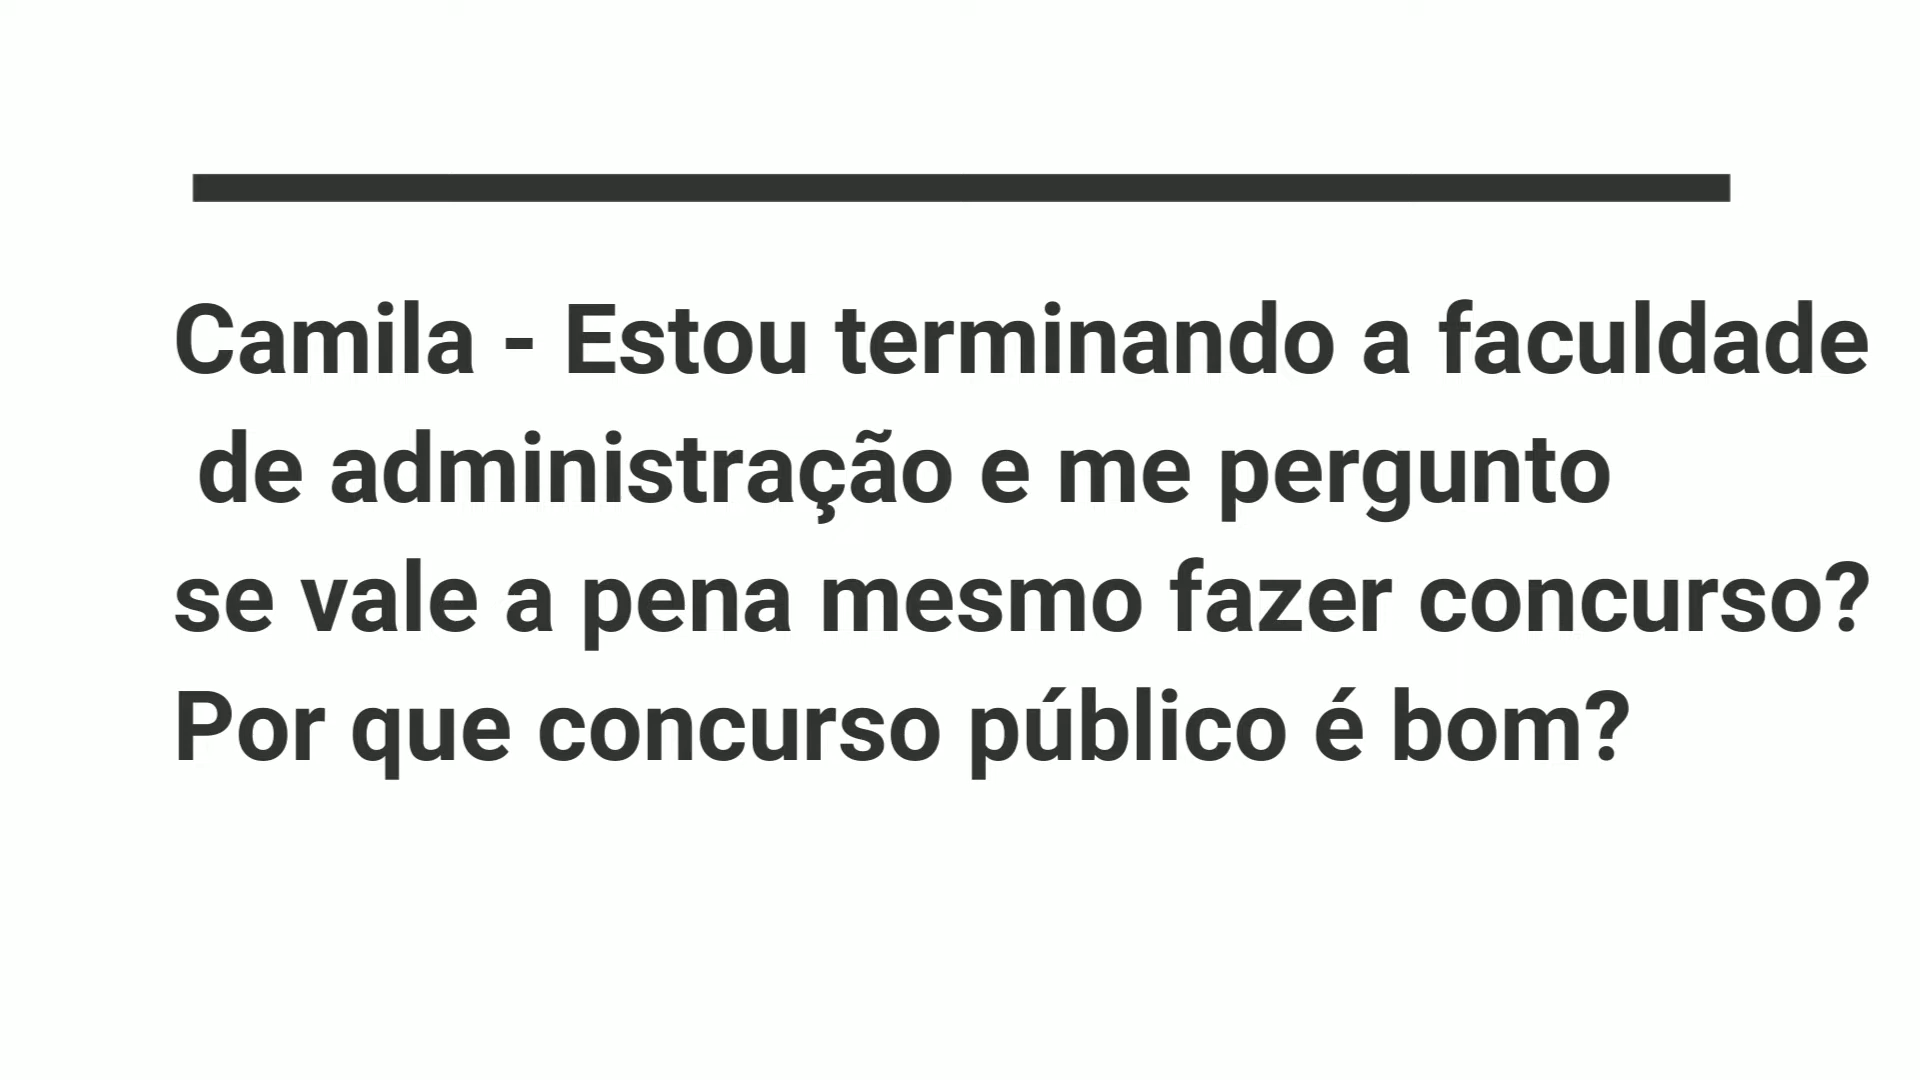 Camila - Estou terminando a faculdade
de administração e me pergunto
se vale a pena mesmo fazer concurso?
Por que concurso público é bom?